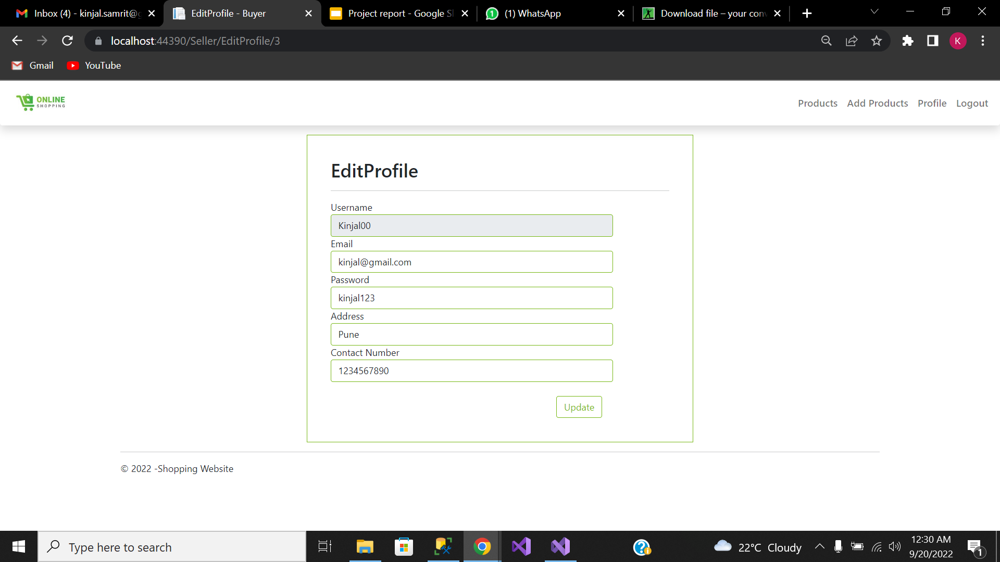 Inbox (4) - kinjal.samrit@
EditProfile - Buyer
Project report - Google Sl
(1) WhatsApp
Download file – your conv
localhost:44390/Seller/EditProfile/3
K
Gmail
YouTube
ONLINE
SHOPPING
Products
Add Products
Profile
Logout
EditProfile
Username
Kinjal00
Email
kinjal@gmail.com
Password
kinjal123
Address
Pune
Contact Number
1234567890
Update
© 2022 -Shopping Website
Type here to search
22°C Cloudy
12:30 AM
9/20/2022
1